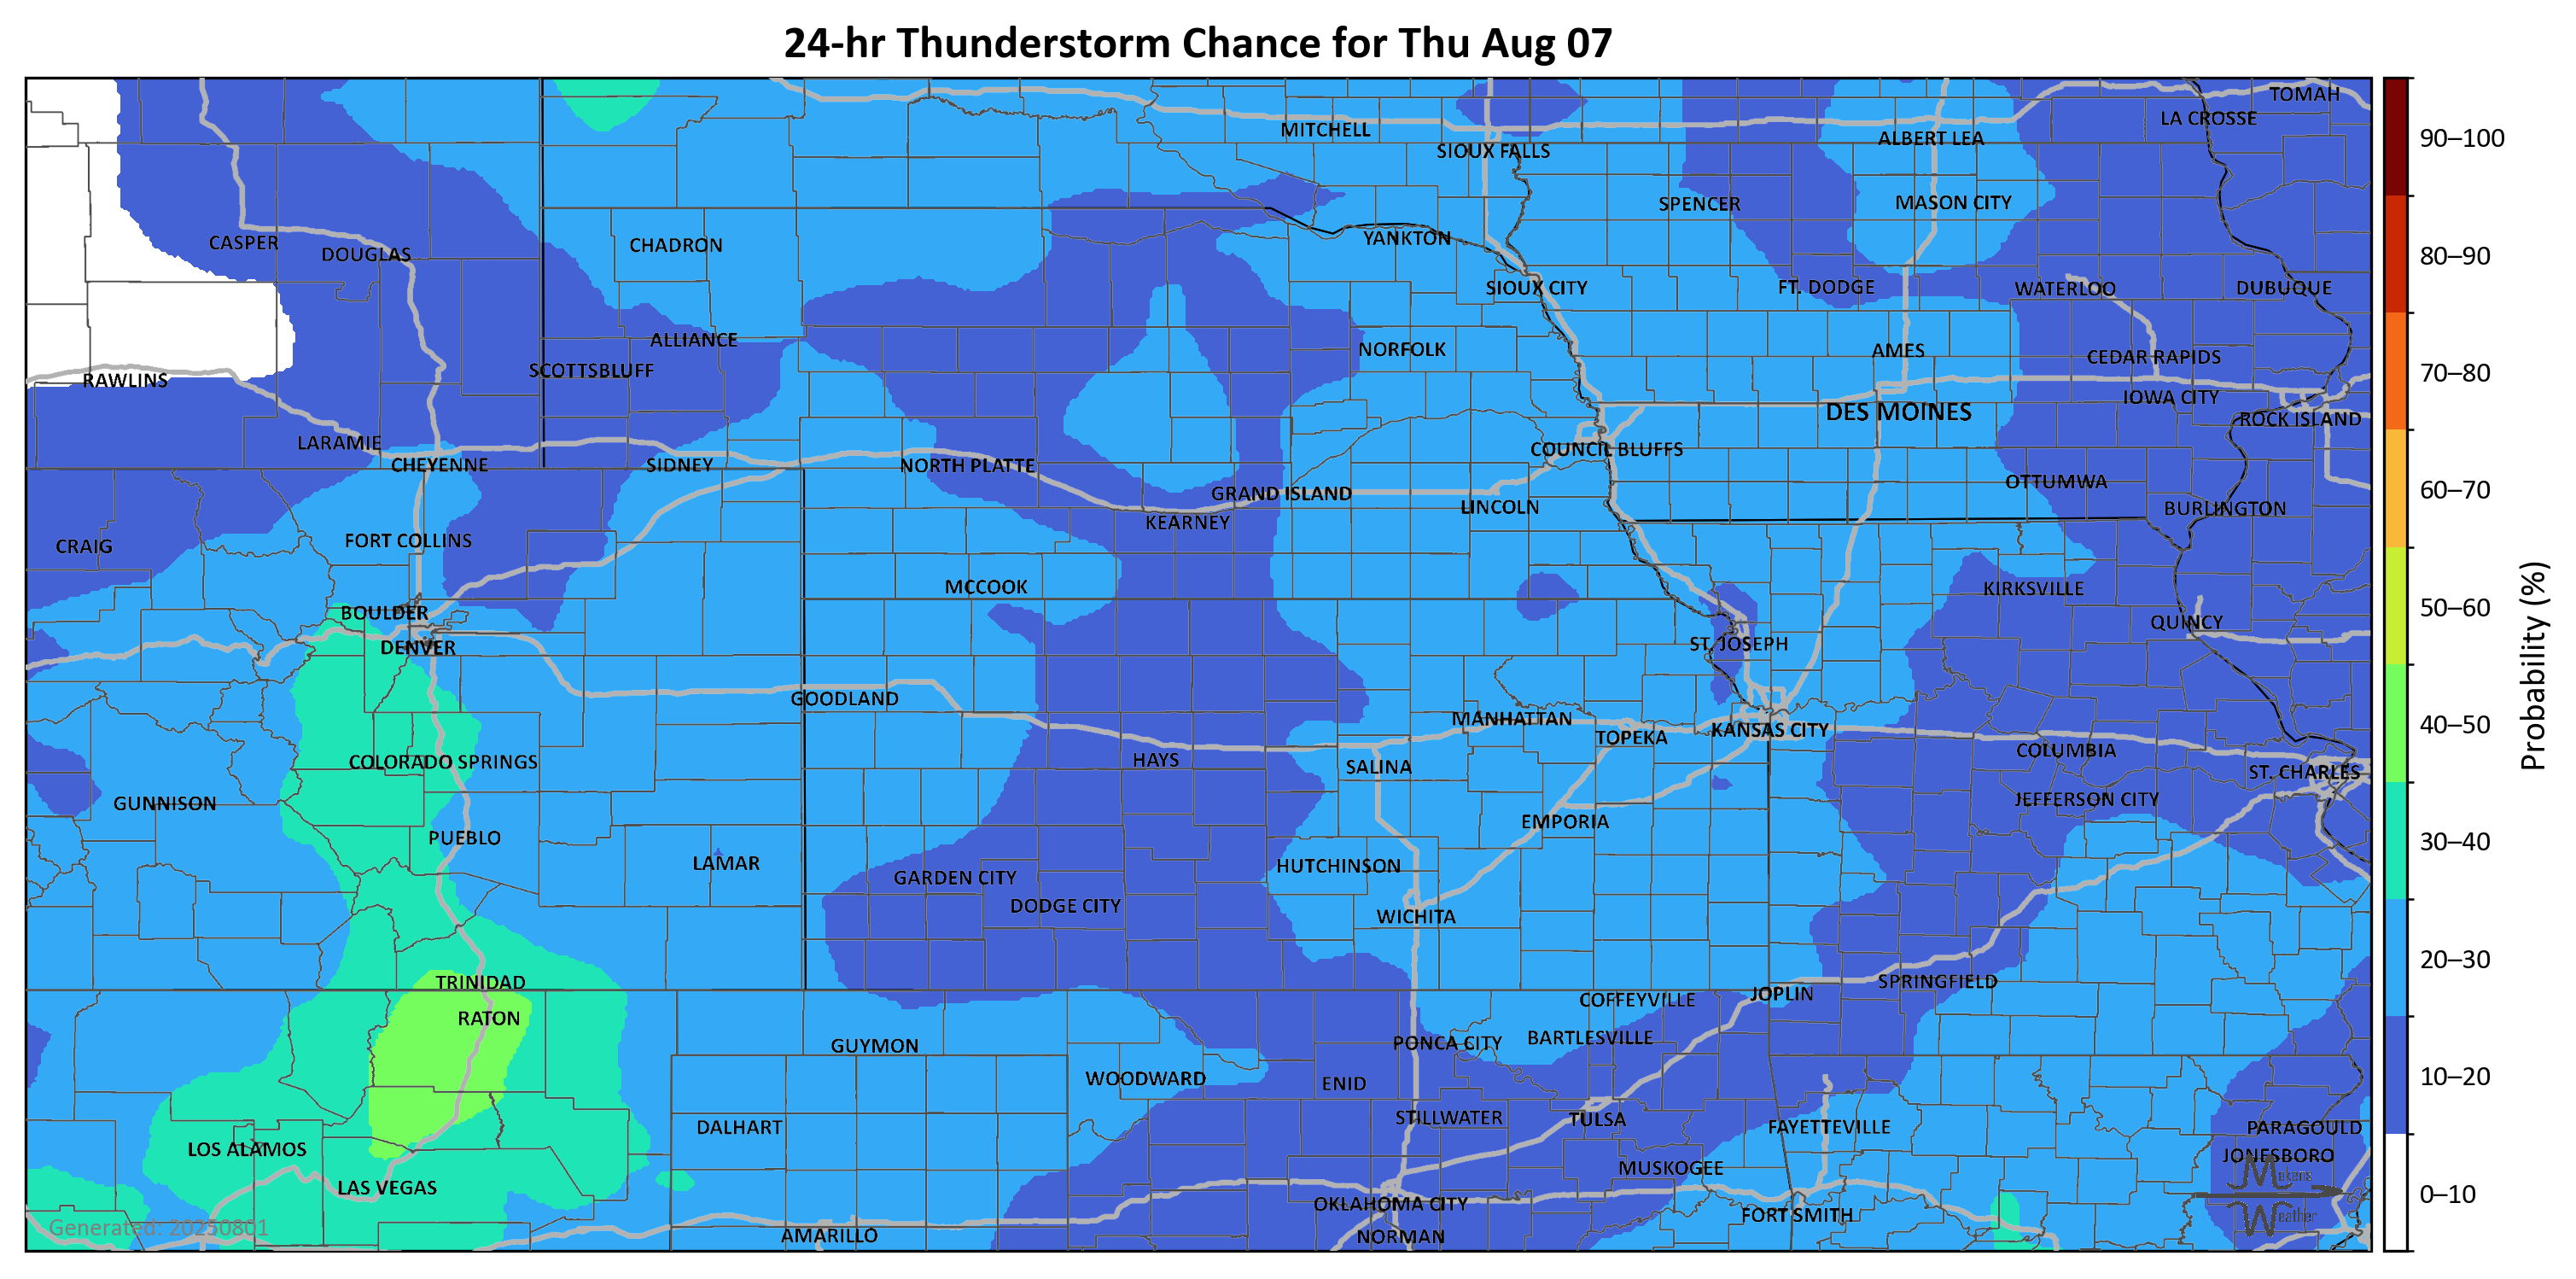 24-hr Thunderstorm Chance for Thu Aug 07
TOMAH
LA CROSSE
MITCHELL
ALBERT LEA
90–100
SIOUX FALLS
SPENCER
MASON CITY
CASPER
DOUGLAS
CHADRON
YANKTON
80–90
SIOUX CITY
FT. DODGE
WATERLOO
DUBUQUE
ALLIANCE
NORFOLK
AMES
CEDAR RAPIDS
RAWLINS
SCOTTSBLUFF
70–80
IOWA CITY
DES MOINES
ROCK ISLAND
LARAMIE
COUNCIL BLUFFS
CHEYENNE
SIDNEY
NORTH PLATTE
OTTUMWA
GRAND ISLAND
60–70
LINCOLN
BURLINGTON
KEARNEY
CRAIG
FORT COLLINS
MCCOOK
KIRKSVILLE
50–60
BOULDER
QUINCY
DENVER
ST. JOSEPH
Probability (%)
GOODLAND
MANHATTAN
TOPEKA
KANSAS CITY
40–50
COLORADO SPRINGS
HAYS
SALINA
COLUMBIA
ST. CHARLES
GUNNISON
JEFFERSON CITY
PUEBLO
EMPORIA
30–40
LAMAR
GARDEN CITY
HUTCHINSON
DODGE CITY
WICHITA
20–30
TRINIDAD
SPRINGFIELD
COFFEYVILLE
JOPLIN
RATON
GUYMON
PONCA CITY
BARTLESVILLE
WOODWARD
ENID
10–20
DALHART
STILLWATER
TULSA
FAYETTEVILLE
PARAGOULD
LOS ALAMOS
MUSKOGEE
JONESBORO
Makens
LAS VEGAS
OKLAHOMA CITY
0–10
FORT SMITH
Weather
Generated: 20250801
AMARILLO
NORMAN